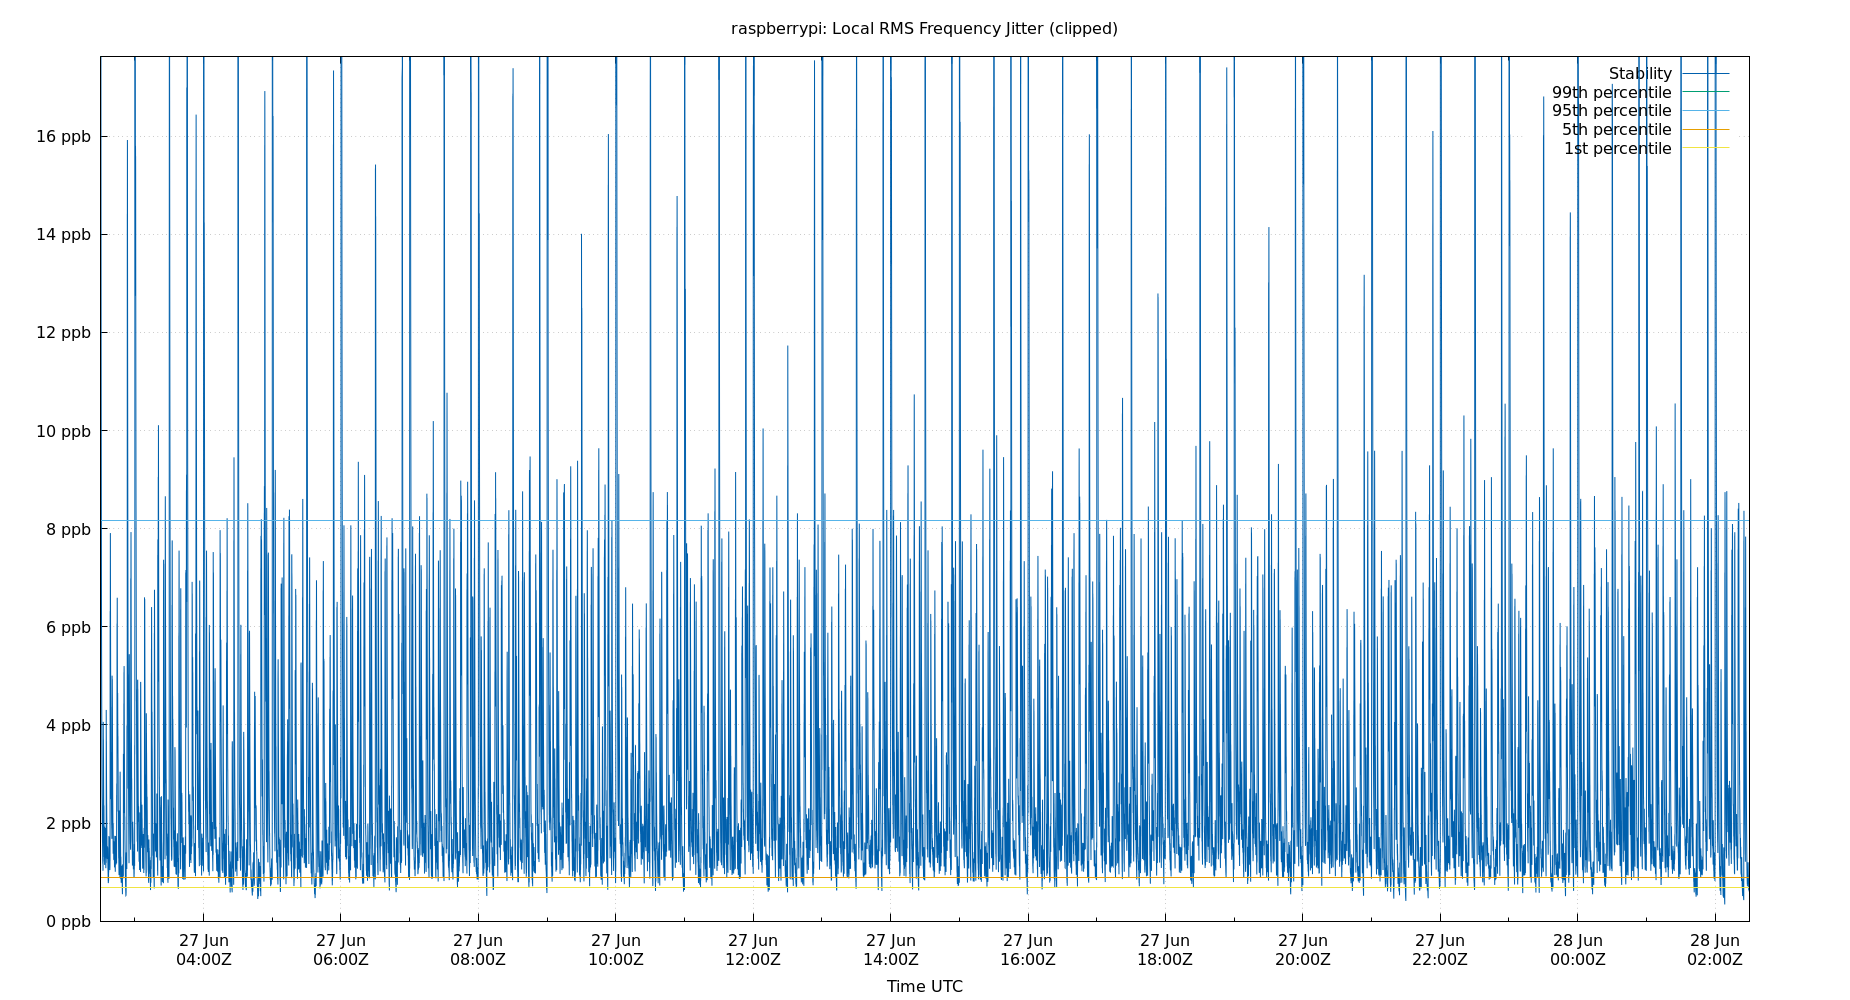 raspberrypi: Local RMS Frequency Jitter (clipped)
Stability
99th percentile
95th percentile
5th percentile
1st percentile
16 ppb
14 ppb
12 ppb
10 ppb
8 ppb
6 ppb
4 ppb
2 ppb
0 ppb
27 Jun 27 Jun 27 Jun 27 Jun 27 Jun 27 Jun 27 Jun 27 Jun 27 Jun 27 Jun 28 Jun 28 Jun
04:00Z 06:00Z 08:00Z 10:00Z 12:00Z 14:00Z 16:00Z 18:00Z 20:00Z 22:00Z 00:00Z 02:00Z
Time UTC